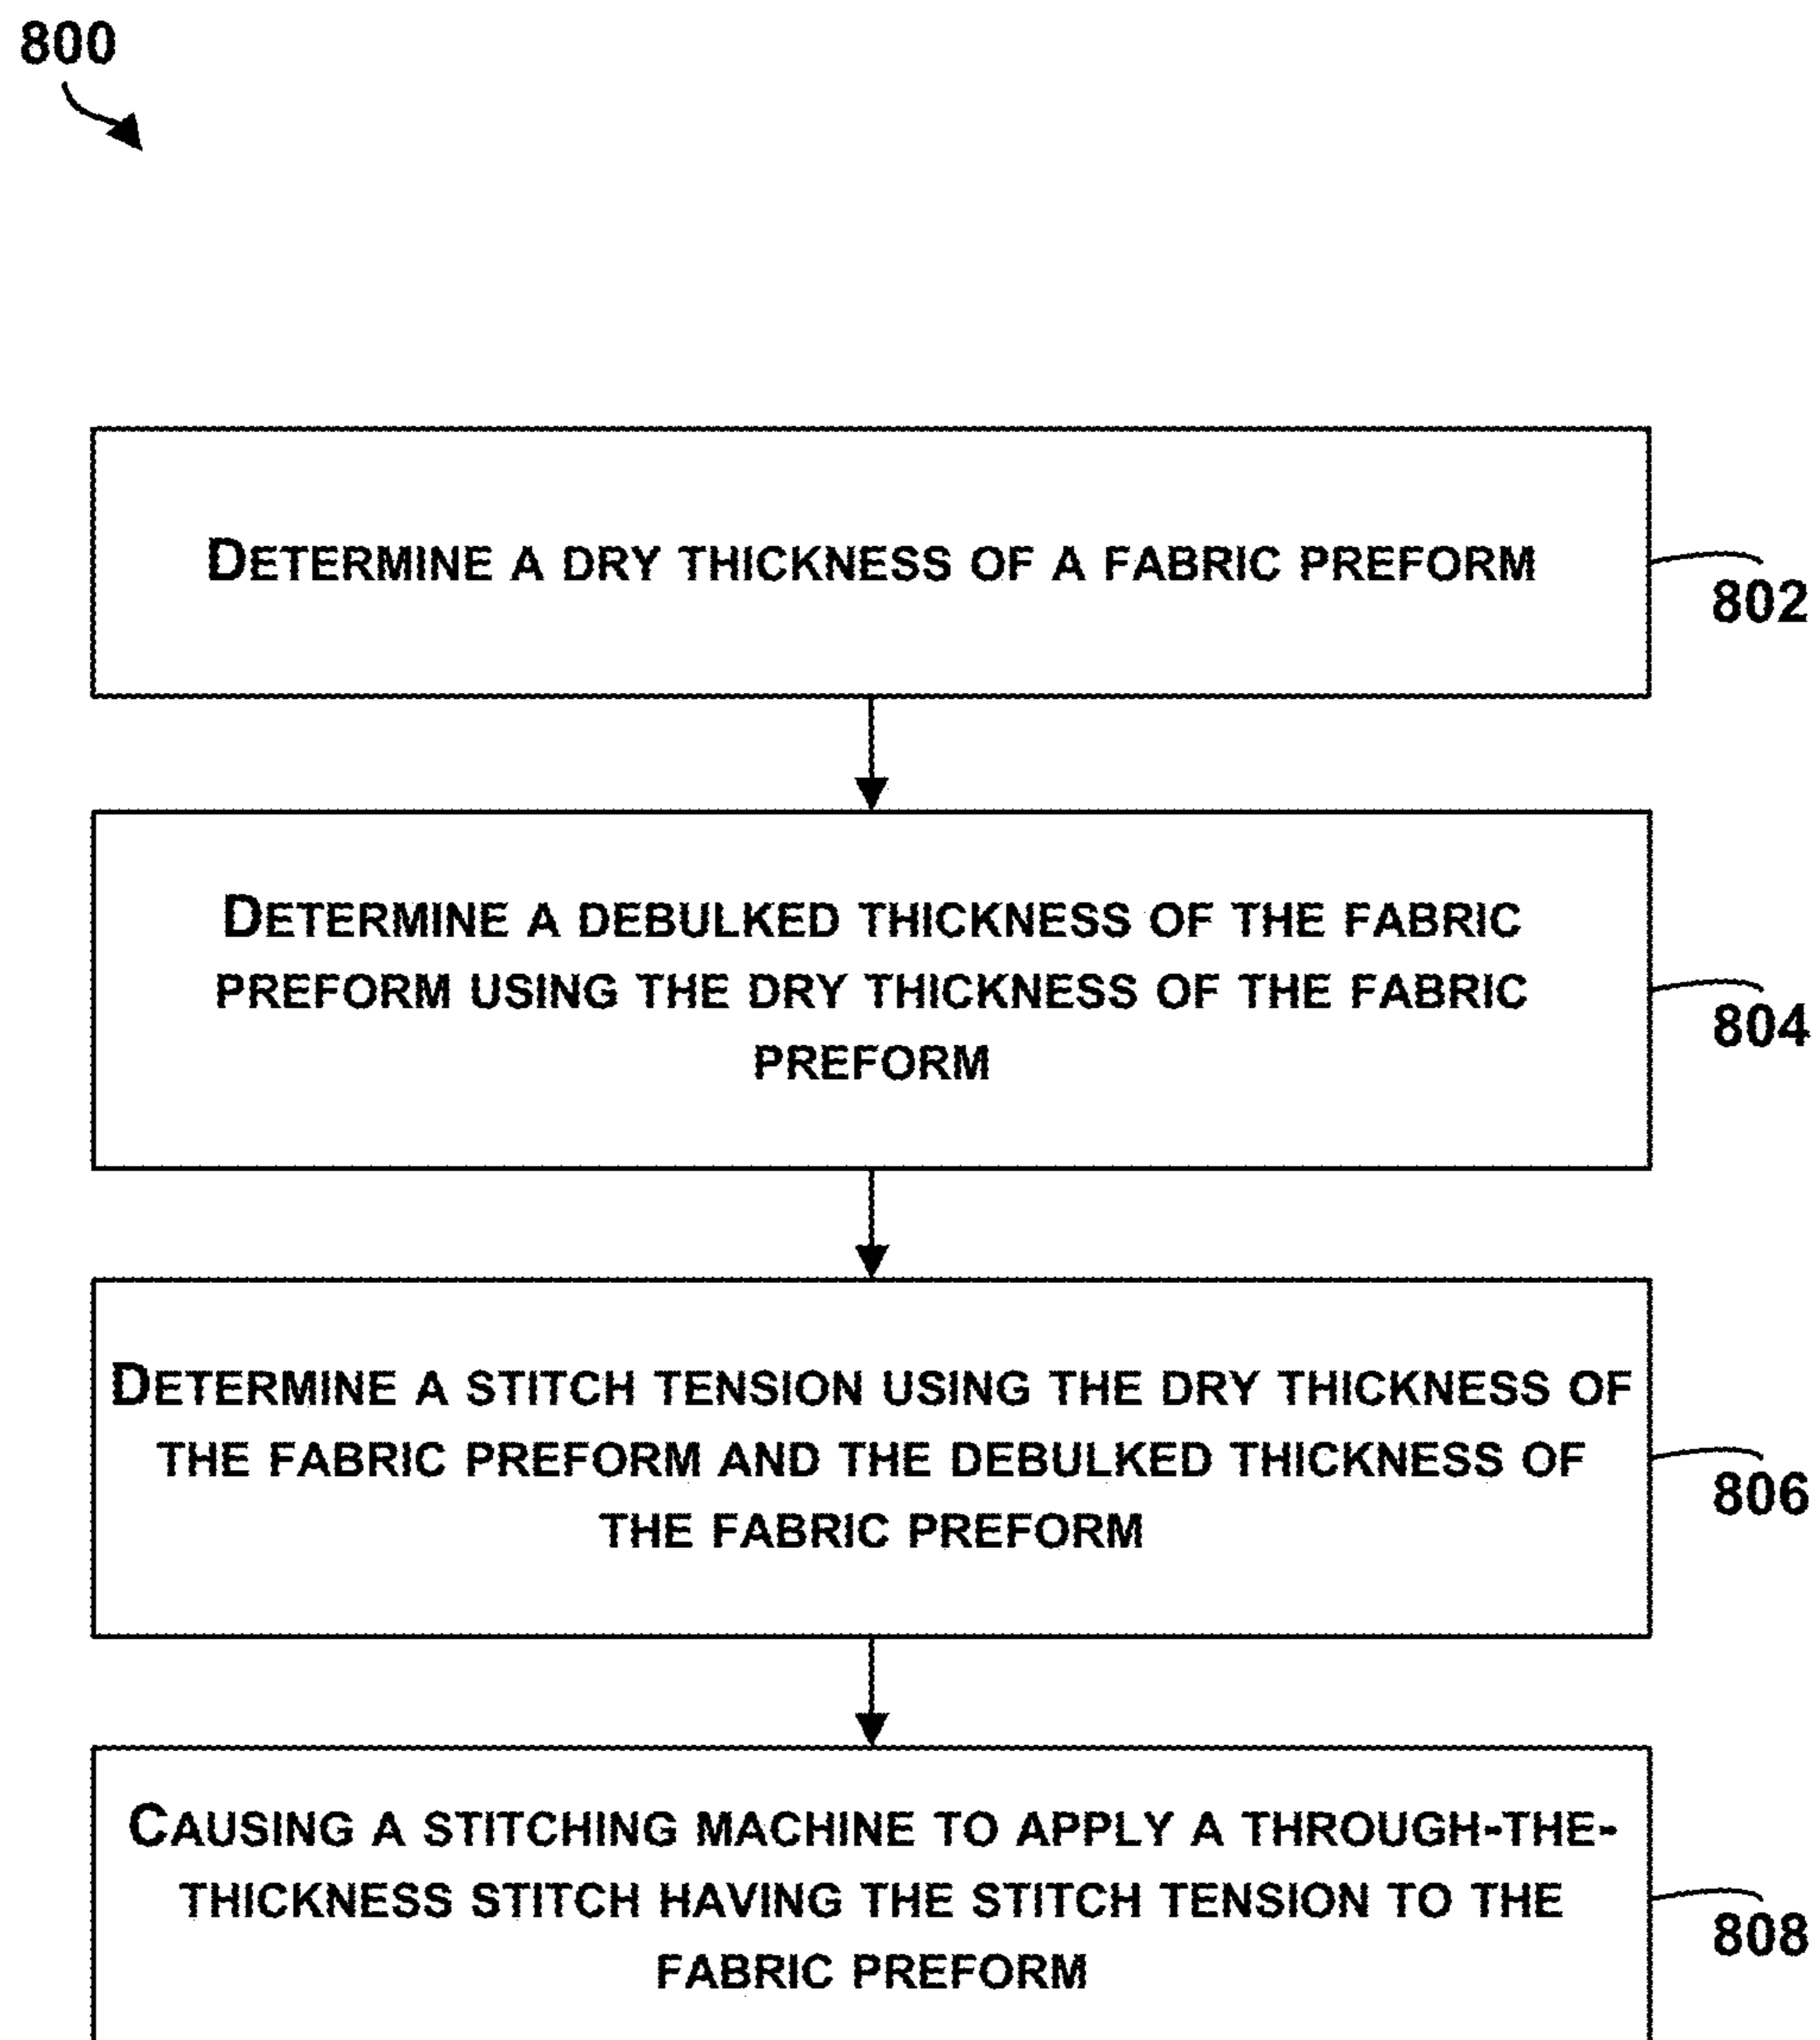 800
DETERMINE A DRY THICKNESS OF A FABRIC PREFORM
802
DETERMINE A DEBULKED THICKNESS OF THE FABRIC
PREFORM USING THE DRY THICKNESS OF THE FABRIC
PREFORM
804
DETERMINE A STITCH TENSION USING THE DRY THICKNESS OF
THE FABRIC PREFORM AND THE DEBULKED THICKNESS OF
THE FABRIC PREFORM
806
CAUSING A STITCHING MACHINE TO APPLY A THROUGH-THE-
THICKNESS STITCH HAVING THE STITCH TENSION TO THE
FABRIC PREFORM
808